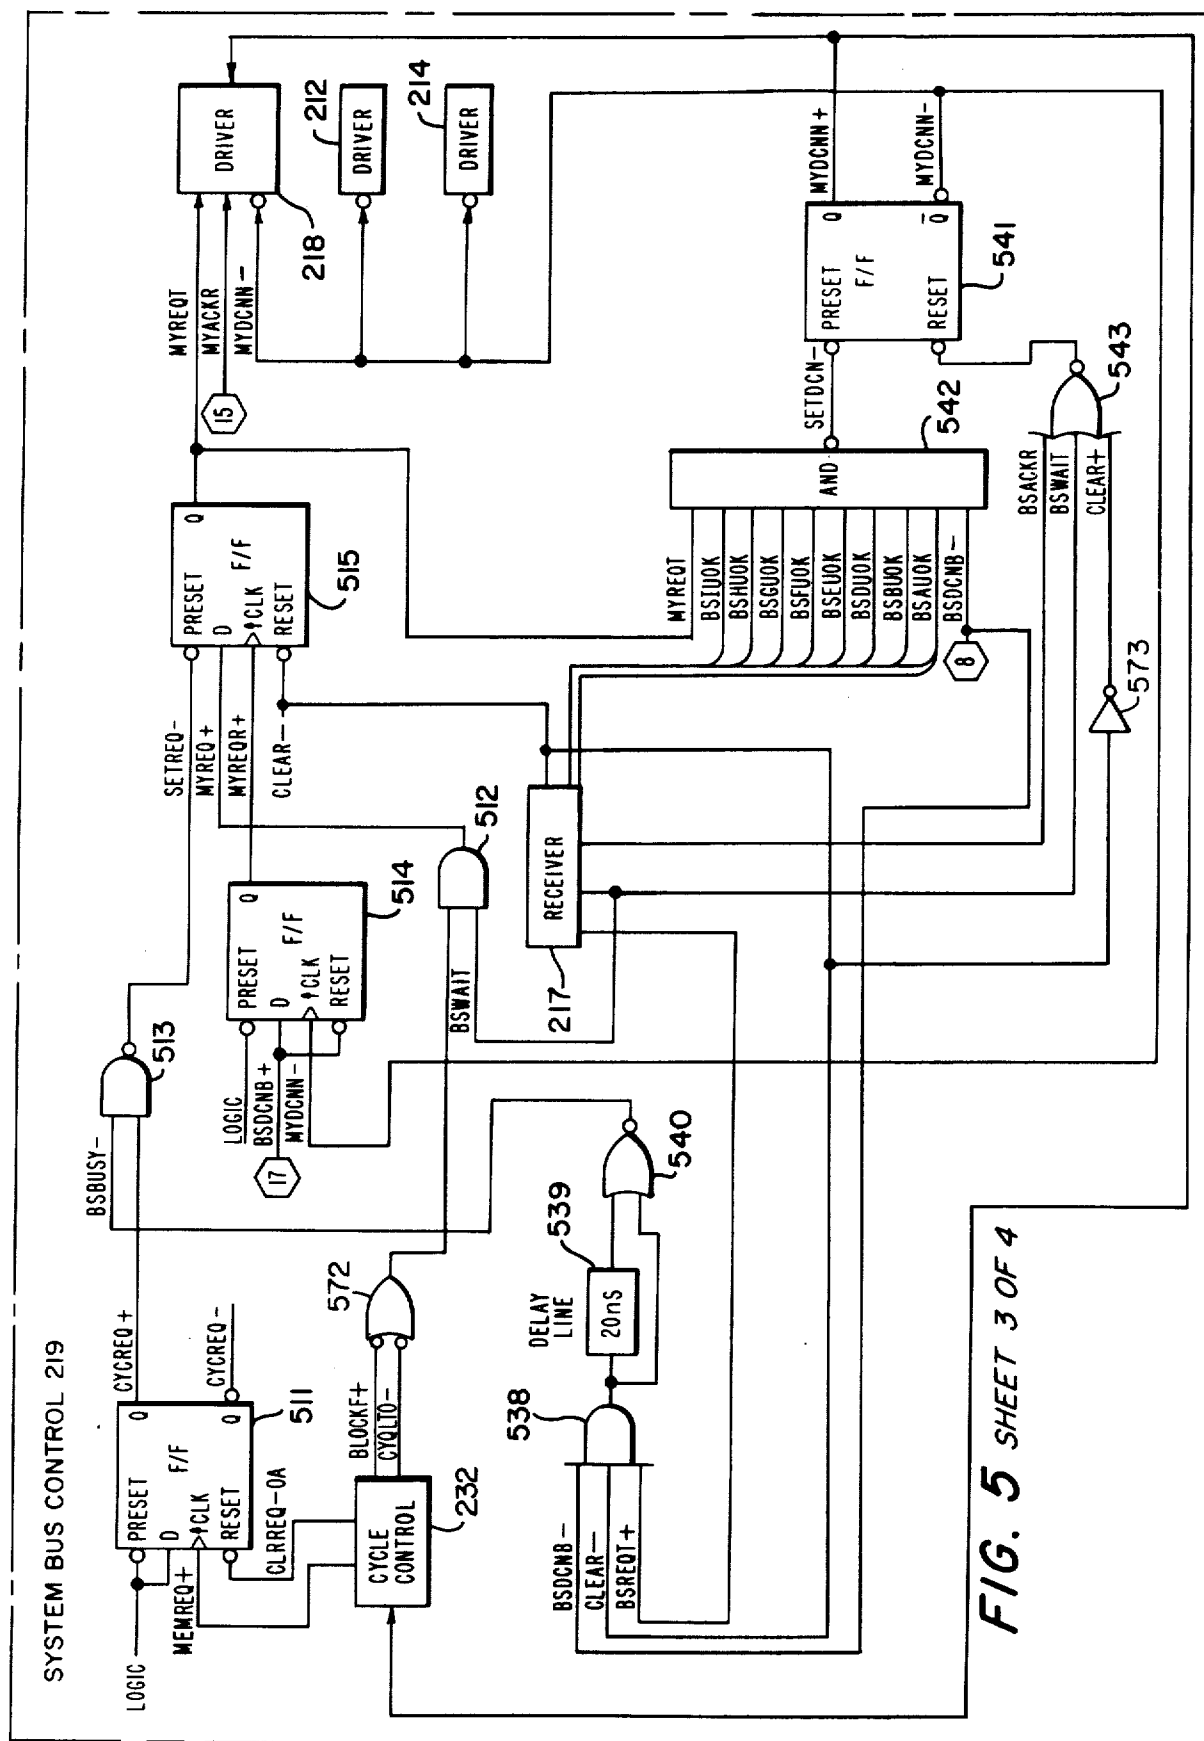 SYSTEM BUS CONTROL 219
LOGIC
MEMREQ+
PRESET
D
F/F
CLK
RESET
Q
Q
CYCREQ+
CYCREQ-
511
CLRREQ-0A
CYCLE
CONTROL
232
BLOCKF+
CYQLTO-
572
BSBUSY-
513
LOGIC
BSDCNB+
MYDCNN-
17
PRESET
D
F/F
CLK
RESET
Q
514
BSWAIT
512
SETREQ-
MYREQ+
MYREQR+
CLEAR-
PRESET
D
F/F
CLK
RESET
Q
515
MYREQT
MYACKR
MYDCNN-
15
DRIVER
218
DRIVER
212
DRIVER
214
BSDCNB-
CLEAR-
BSREQT+
538
DELAY
LINE
20nS
539
540
RECEIVER
217
MYREQT
BSIUOK
BSHUOK
BSGUOK
BSFUOK
BSEUOK
BSDUOK
BSBUOK
BSAUOK
BSDCNB-
8
AND
542
SETDCN-
PRESET
F/F
RESET
Q
Q
541
MYDCNN+
MYDCNN-
BSACKR
BSWAIT
CLEAR+
543
573
FIG. 5 SHEET 3 OF 4